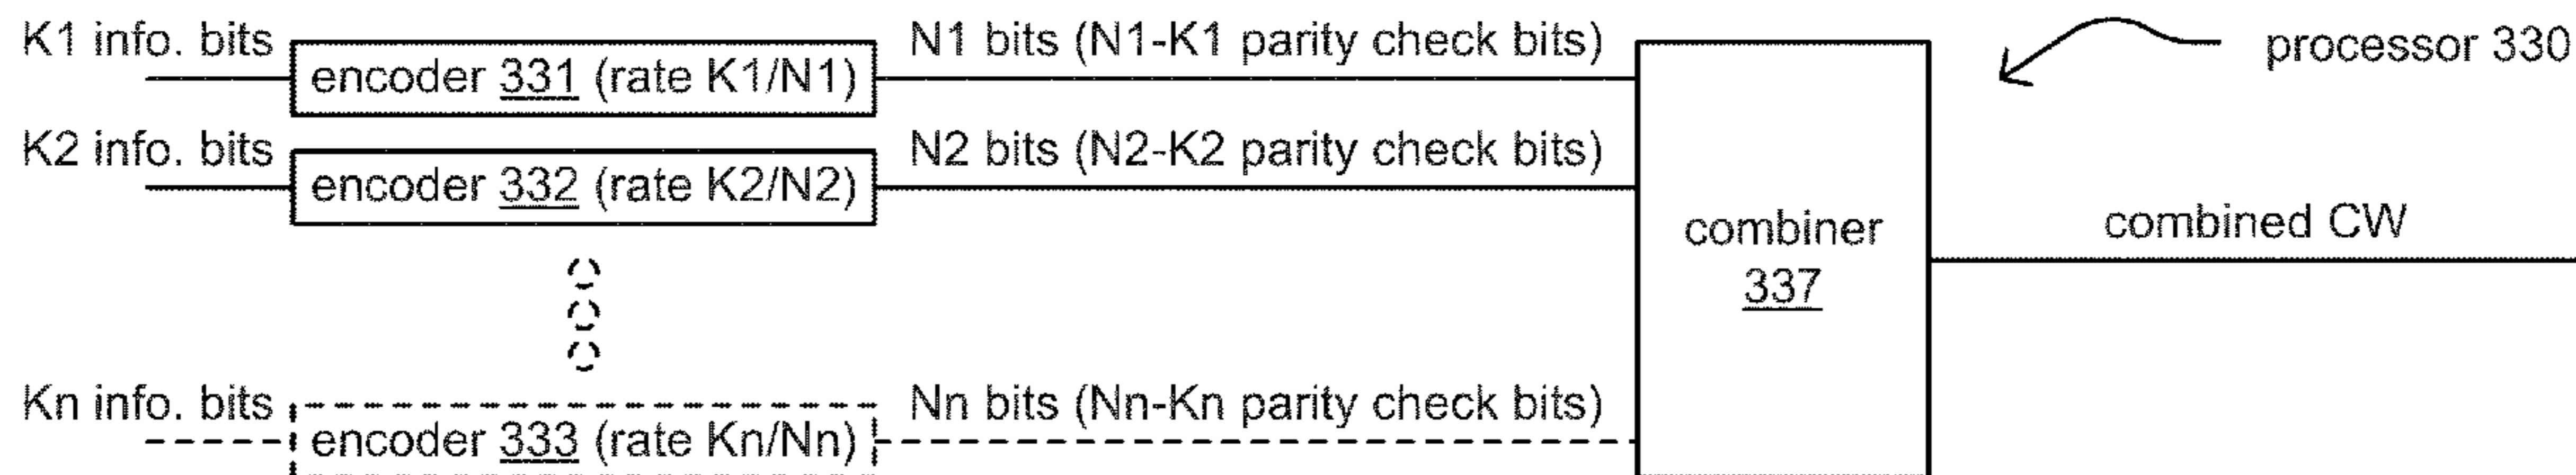 K1 info. bits
encoder 331 (rate K1/N1)
N1 bits (N1-K1 parity check bits)
processor 330
K2 info. bits
encoder 332 (rate K2/N2)
N2 bits (N2-K2 parity check bits)
combiner
337
combined CW
Kn info. bits
encoder 333 (rate Kn/Nn)
Nn bits (Nn-Kn parity check bits)